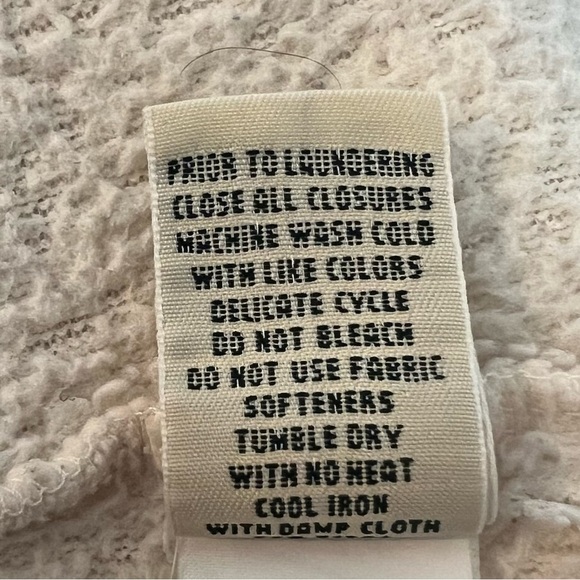 PRIOR TO LAUNDERING
CLOSE ALL CLOSURES
MACHINE WASH COLD
WITH LIKE COLORS
DELICATE CYCLE
DO NOT BLEACH
DO NOT USE FABRIC
SOFTENERS
TUMBLE DRY
WITH NO HEAT
COOL IRON
WITH DAMP CLOTH